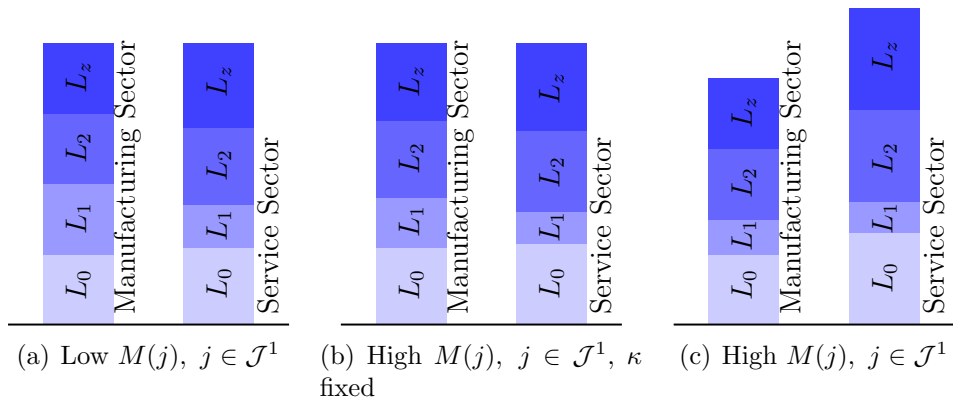 L_z
L_2
L_1
L_0
Manufacturing Sector
L_z
L_2
L_1
L_0
Service Sector
(a) Low M(j), j ∈ 𝒥^1
L_z
L_2
L_1
L_0
Manufacturing Sector
L_z
L_2
L_1
L_0
Service Sector
(b) High M(j), j ∈ 𝒥^1, κ
fixed
L_z
L_2
L_1
L_0
Manufacturing Sector
L_z
L_2
L_1
L_0
Service Sector
(c) High M(j), j ∈ 𝒥^1